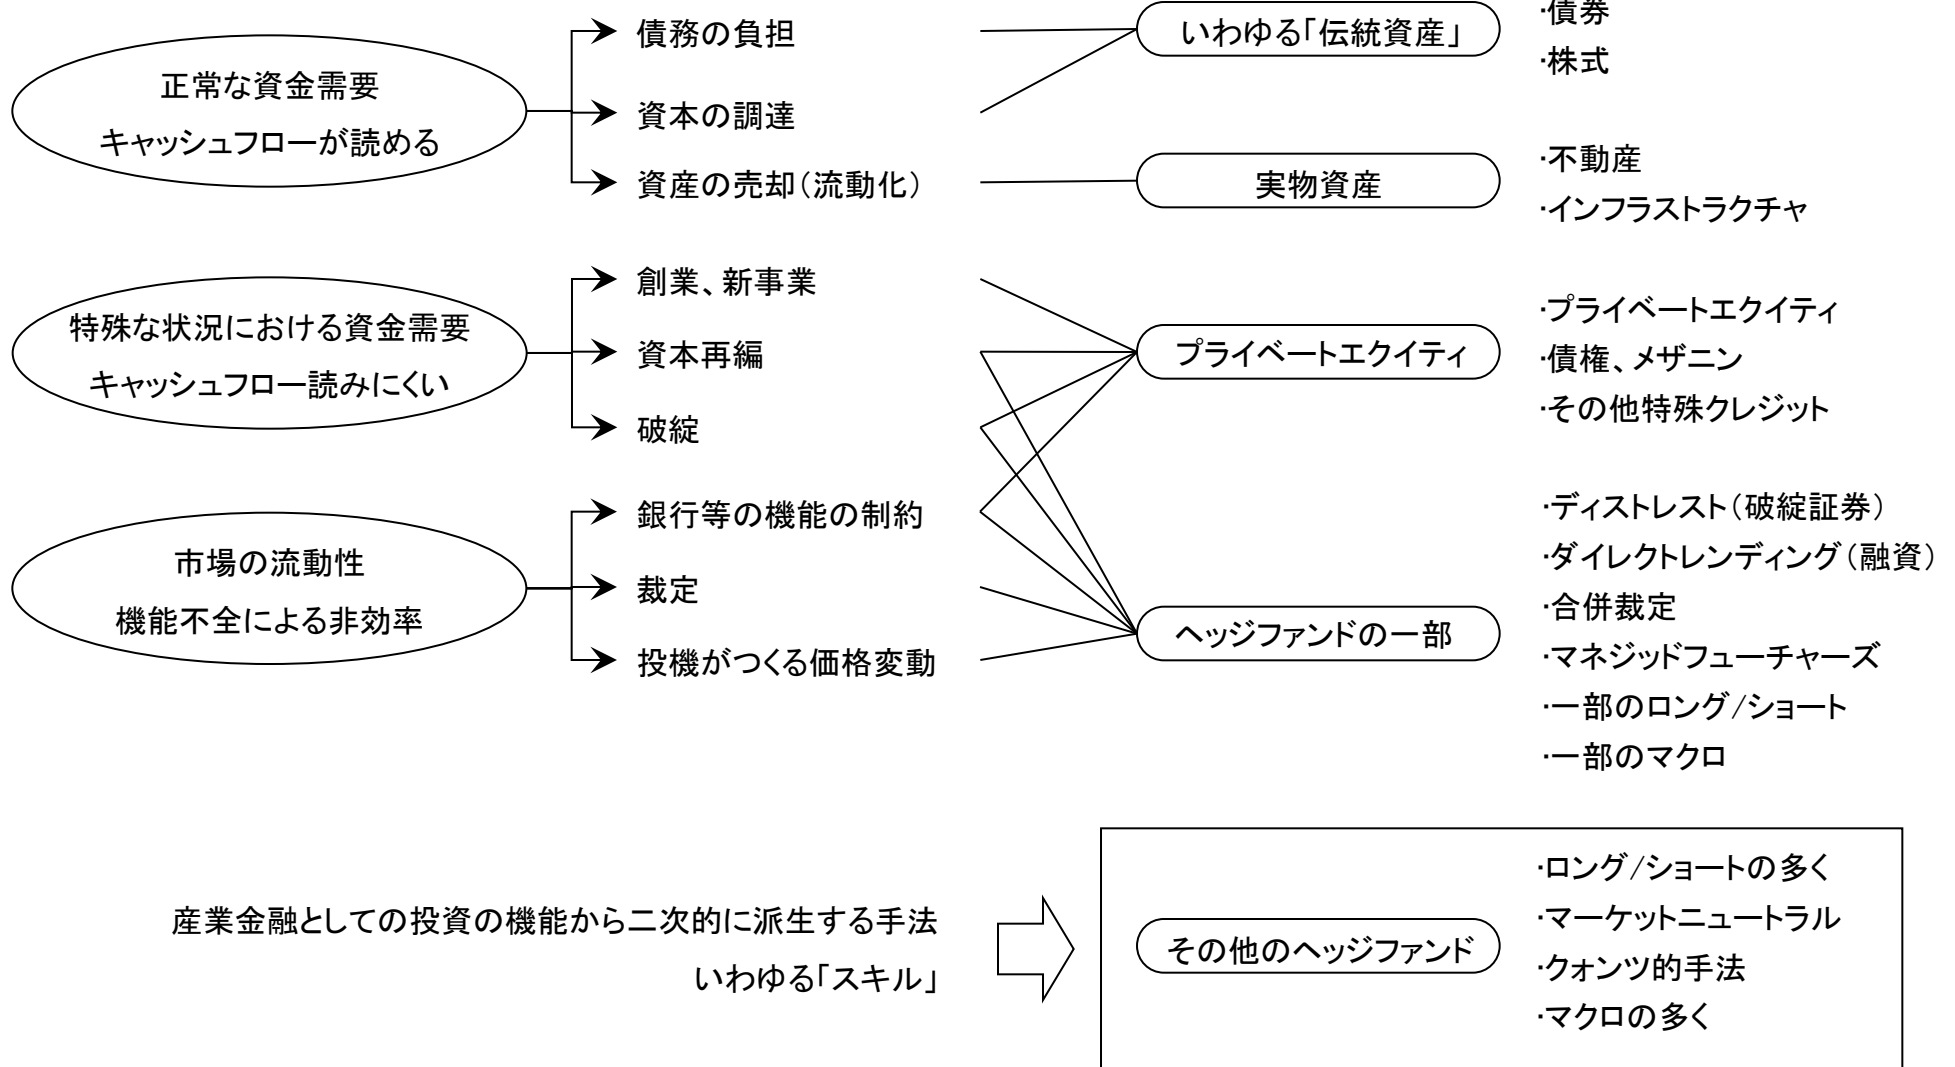 正常な資金需要
キャッシュフローが読める
債務の負担
資本の調達
資産の売却（流動化）
いわゆる「伝統資産」
・債券
・株式
実物資産
・不動産
・インフラストラクチャ
特殊な状況における資金需要
キャッシュフロー読みにくい
創業、新事業
資本再編
破綻
プライベートエクイティ
・プライベートエクイティ
・債権、メザニン
・その他特殊クレジット
市場の流動性
機能不全による非効率
銀行等の機能の制約
裁定
投機がつくる価格変動
ヘッジファンドの一部
・ディストレスト（破綻証券）
・ダイレクトレンディング（融資）
・合併裁定
・マネジッドフューチャーズ
・一部のロング/ショート
・一部のマクロ
産業金融としての投資の機能から二次的に派生する手法
いわゆる「スキル」
その他のヘッジファンド
・ロング/ショートの多く
・マーケットニュートラル
・クォンツ的手法
・マクロの多く